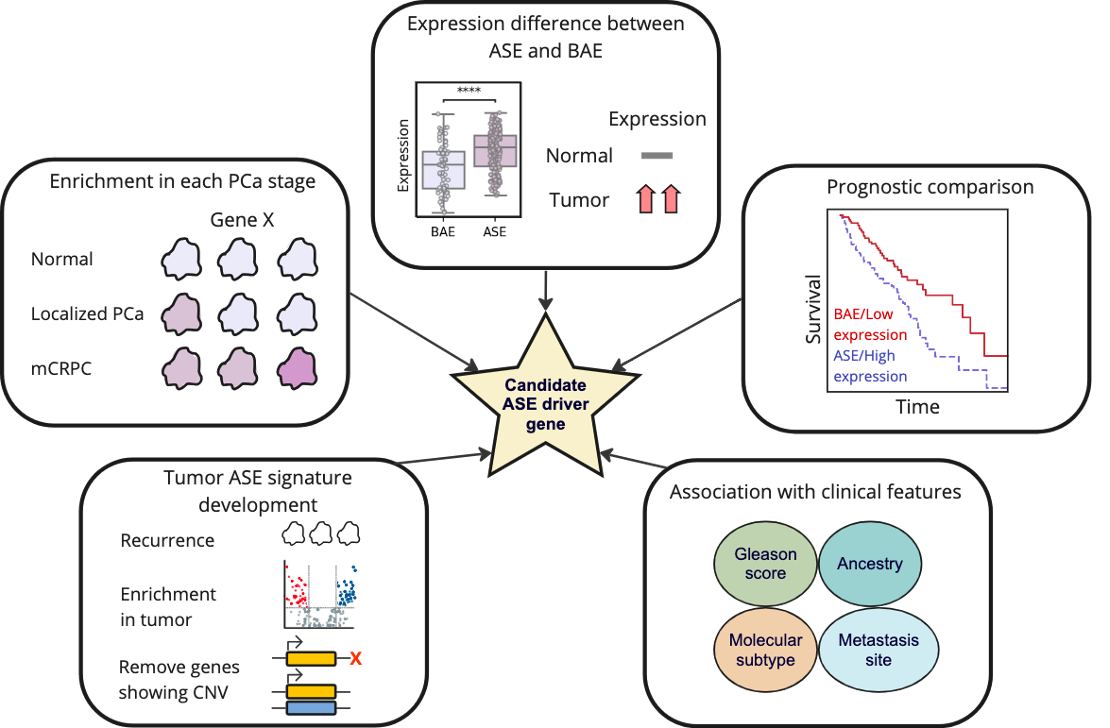 Expression difference between
ASE and BAE
****
Expression
BAE
ASE
Expression
Normal
Tumor
Enrichment in each PCa stage
Gene X
Normal
Localized PCa
mCRPC
Prognostic comparison
Survival
BAE/Low
expression
ASE/High
expression
Time
Candidate
ASE driver
gene
Tumor ASE signature
development
Recurrence
Enrichment
in tumor
Remove genes
showing CNV
X
Association with clinical features
Gleason
score
Ancestry
Molecular
subtype
Metastasis
site